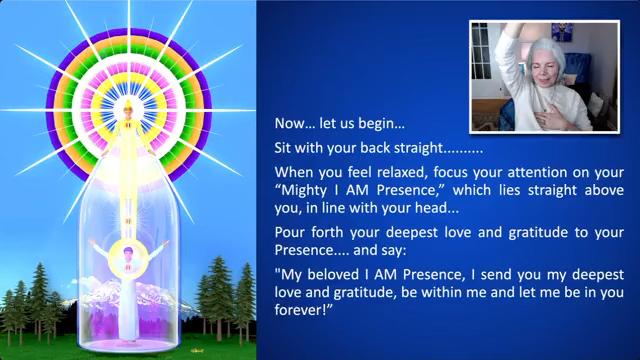 Now... let us begin...
Sit with your back straight..........
When you feel relaxed, focus your attention on your
“Mighty I AM Presence,” which lies straight above
you, in line with your head...
Pour forth your deepest love and gratitude to your
Presence.... and say:
"My beloved I AM Presence, I send you my deepest
love and gratitude, be within me and let me be in you
forever!”